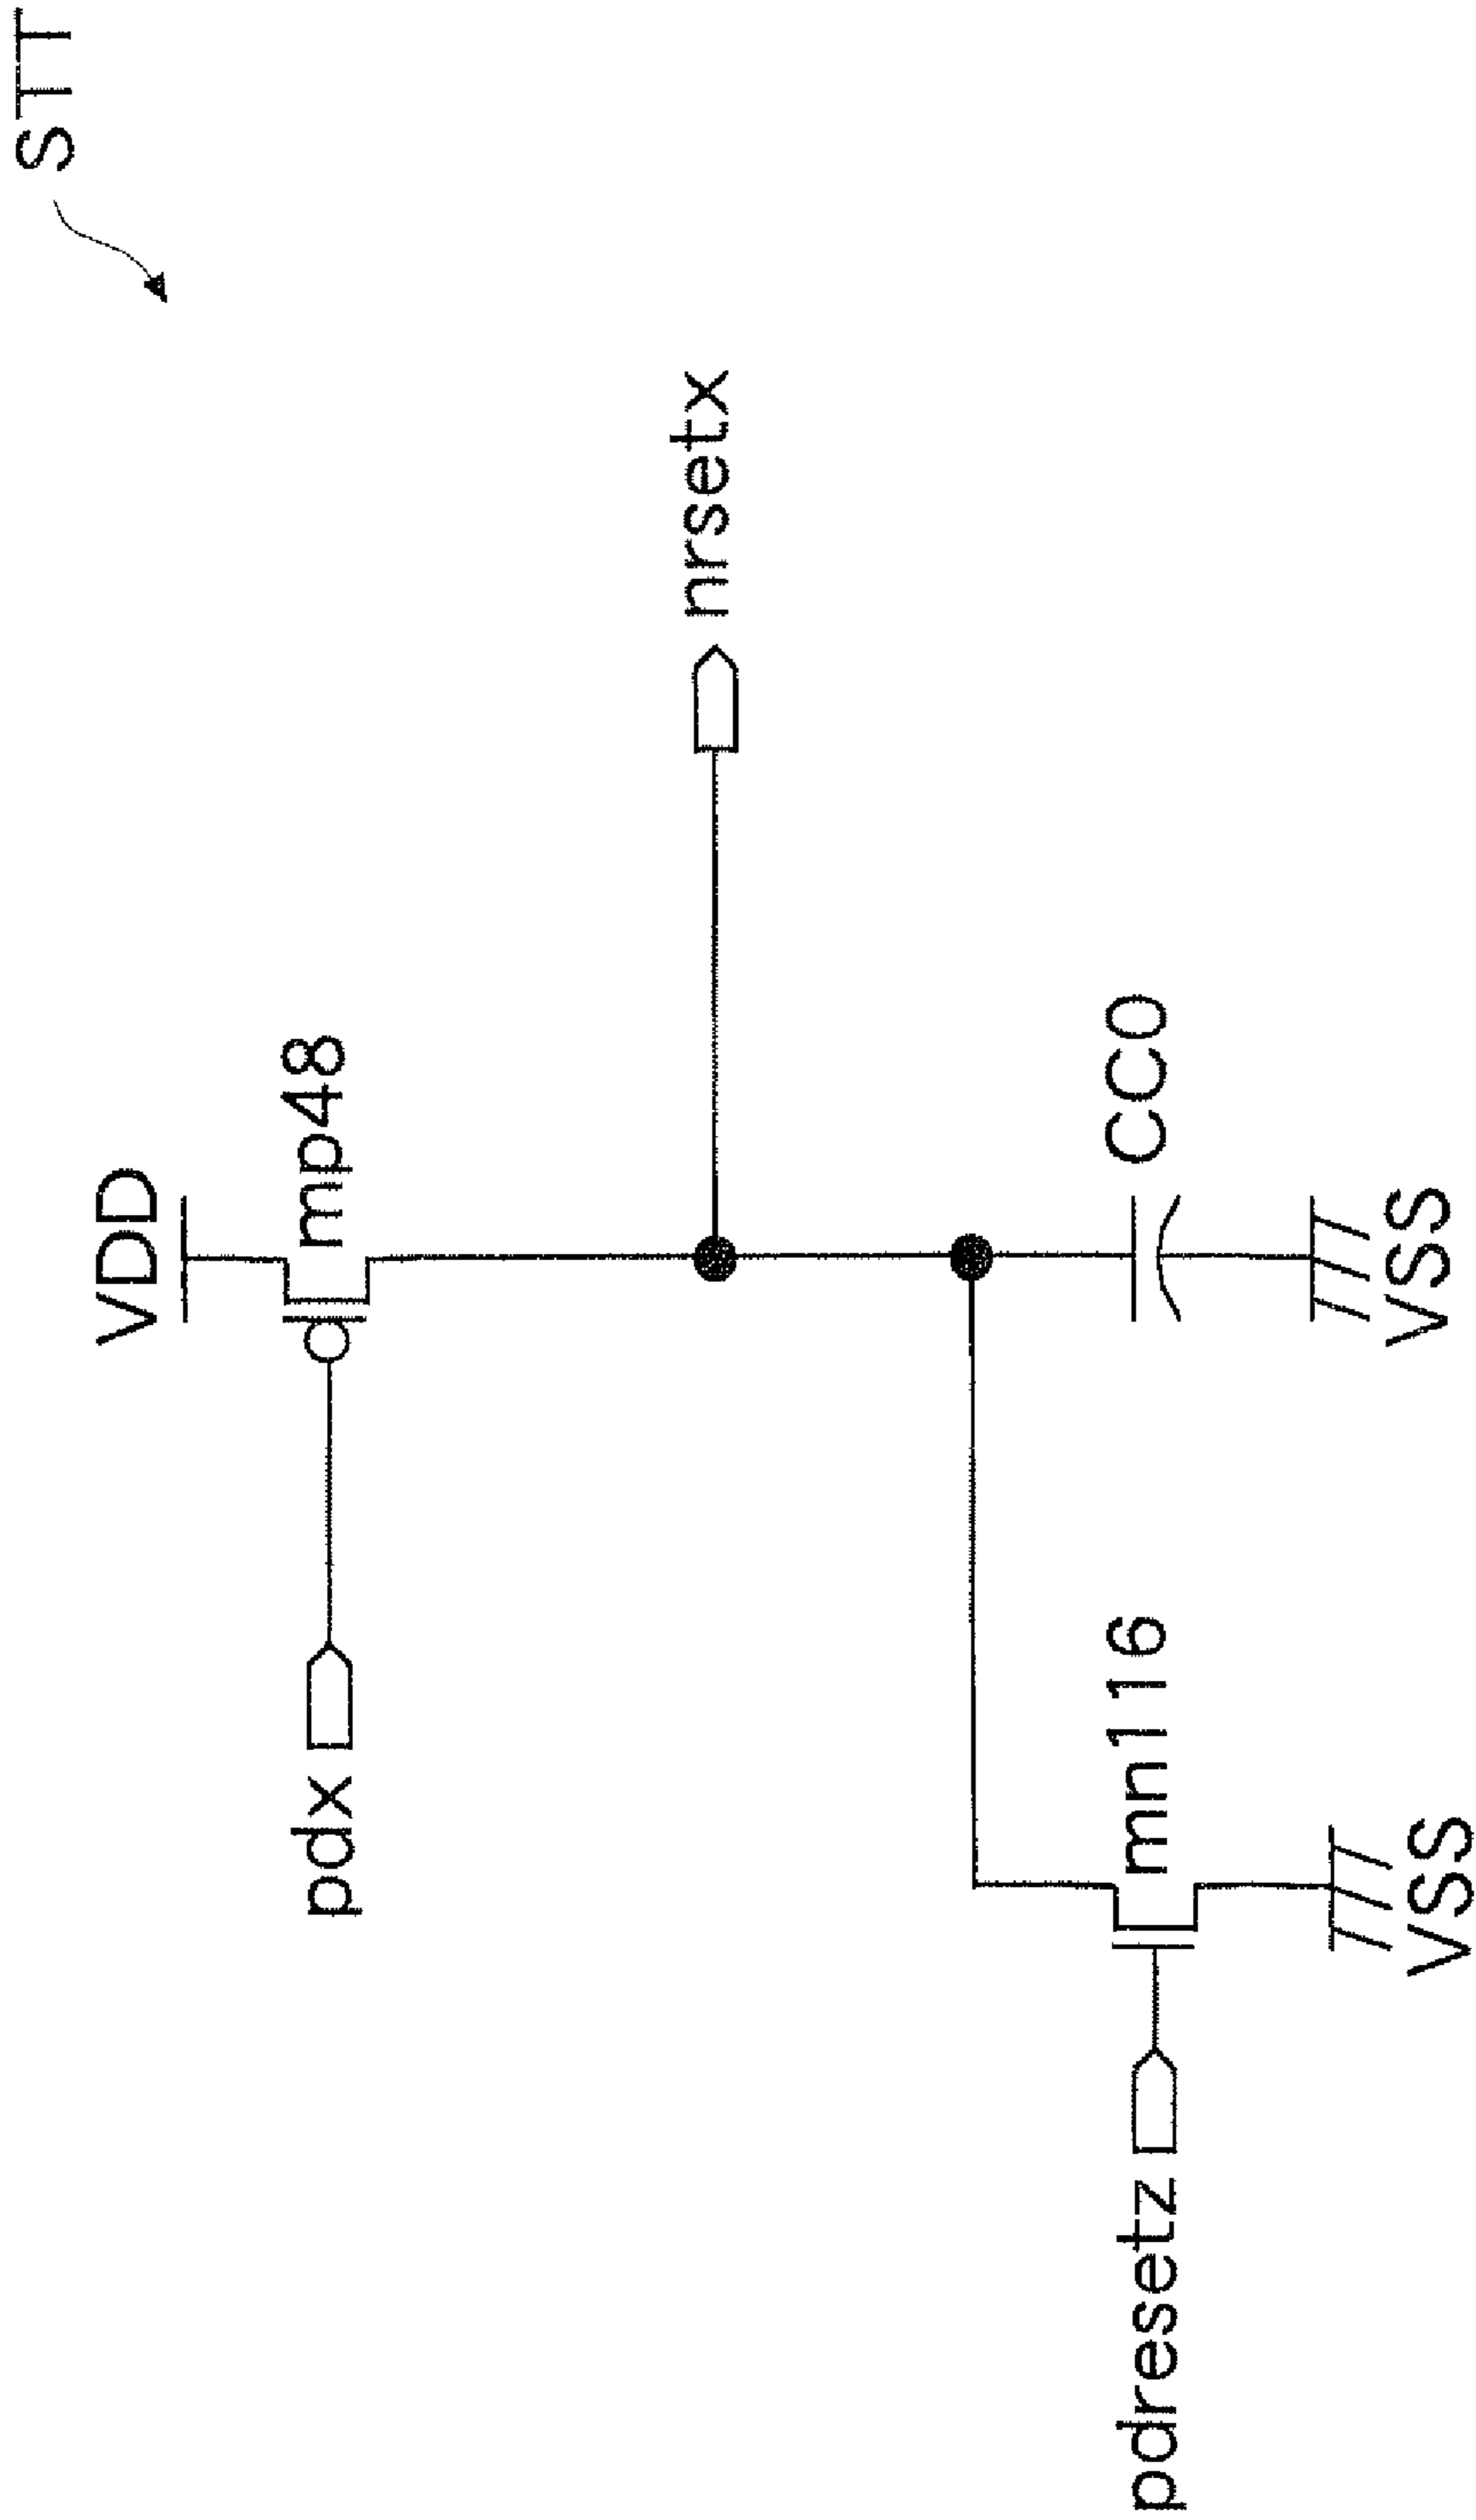 STT
VDD
mp48
pdx
nrsetx
CC0
mn116
pdresetz
VSS
VSS